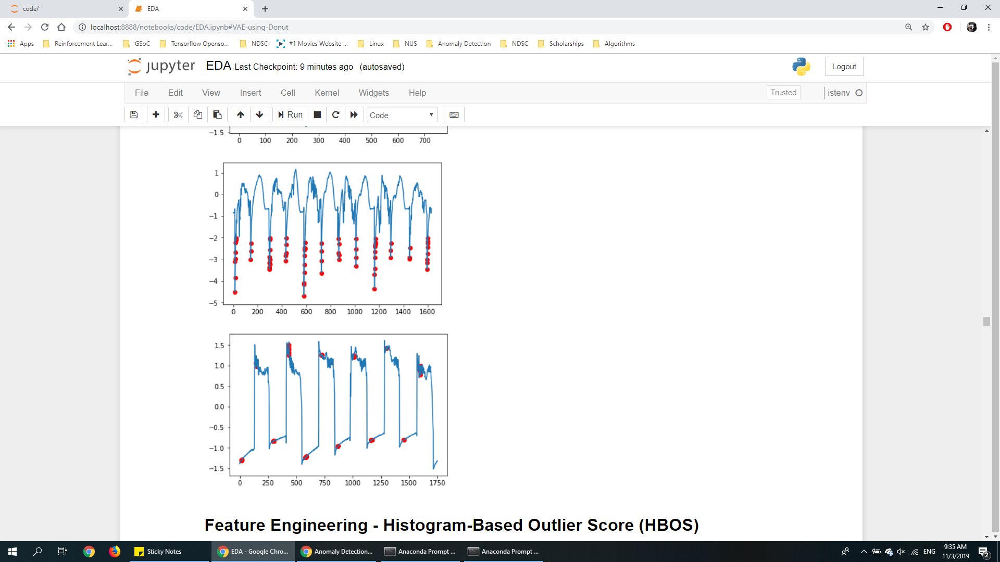 code/
EDA
localhost:8888/notebooks/code/EDA.ipynb#VAE-using-Donut
Apps Reinforcement Lear... GSoC Tensorflow Openso... NDSC #1 Movies Website ... Linux NUS Anomaly Detection NDSC Scholarships Algorithms
jupyter EDA Last Checkpoint: 9 minutes ago (autosaved) Logout
File Edit View Insert Cell Kernel Widgets Help Trusted istenv
Run Code
−1.5
0 100 200 300 400 500 600 700
1
0
−1
−2
−3
−4
−5
0 200 400 600 800 1000 1200 1400 1600
1.5
1.0
0.5
0.0
−0.5
−1.0
−1.5
0 250 500 750 1000 1250 1500 1750
Feature Engineering - Histogram-Based Outlier Score (HBOS)
Sticky Notes EDA - Google Chro... Anomaly Detection... Anaconda Prompt ... Anaconda Prompt ... ENG 9:35 AM
11/3/2019 2